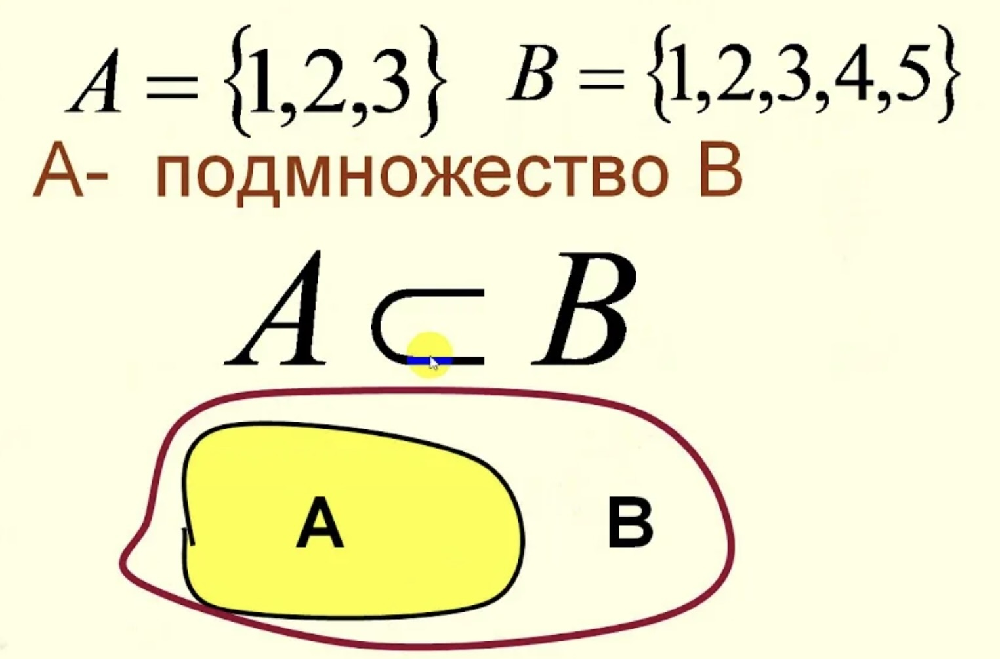 A = {1,2,3} B = {1,2,3,4,5}
А- подмножество В
A ⊂ B
А В